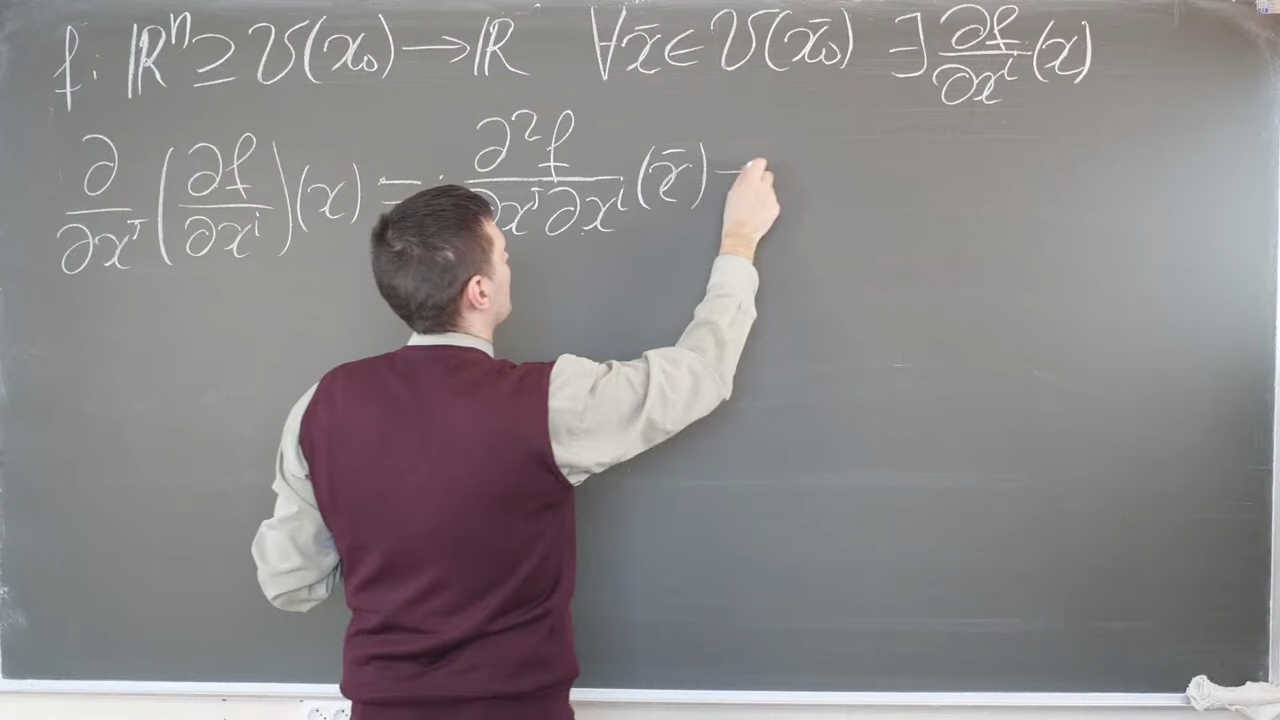 f: ℝⁿ ⊇ U(x₀) → ℝ ∀x̄ ∈ U(x̄₀) ∃ ∂f/∂xⁱ (x)
∂/∂xʲ (∂f/∂xⁱ)(x) = : ∂²f/∂xʲ∂xⁱ (x̄) –